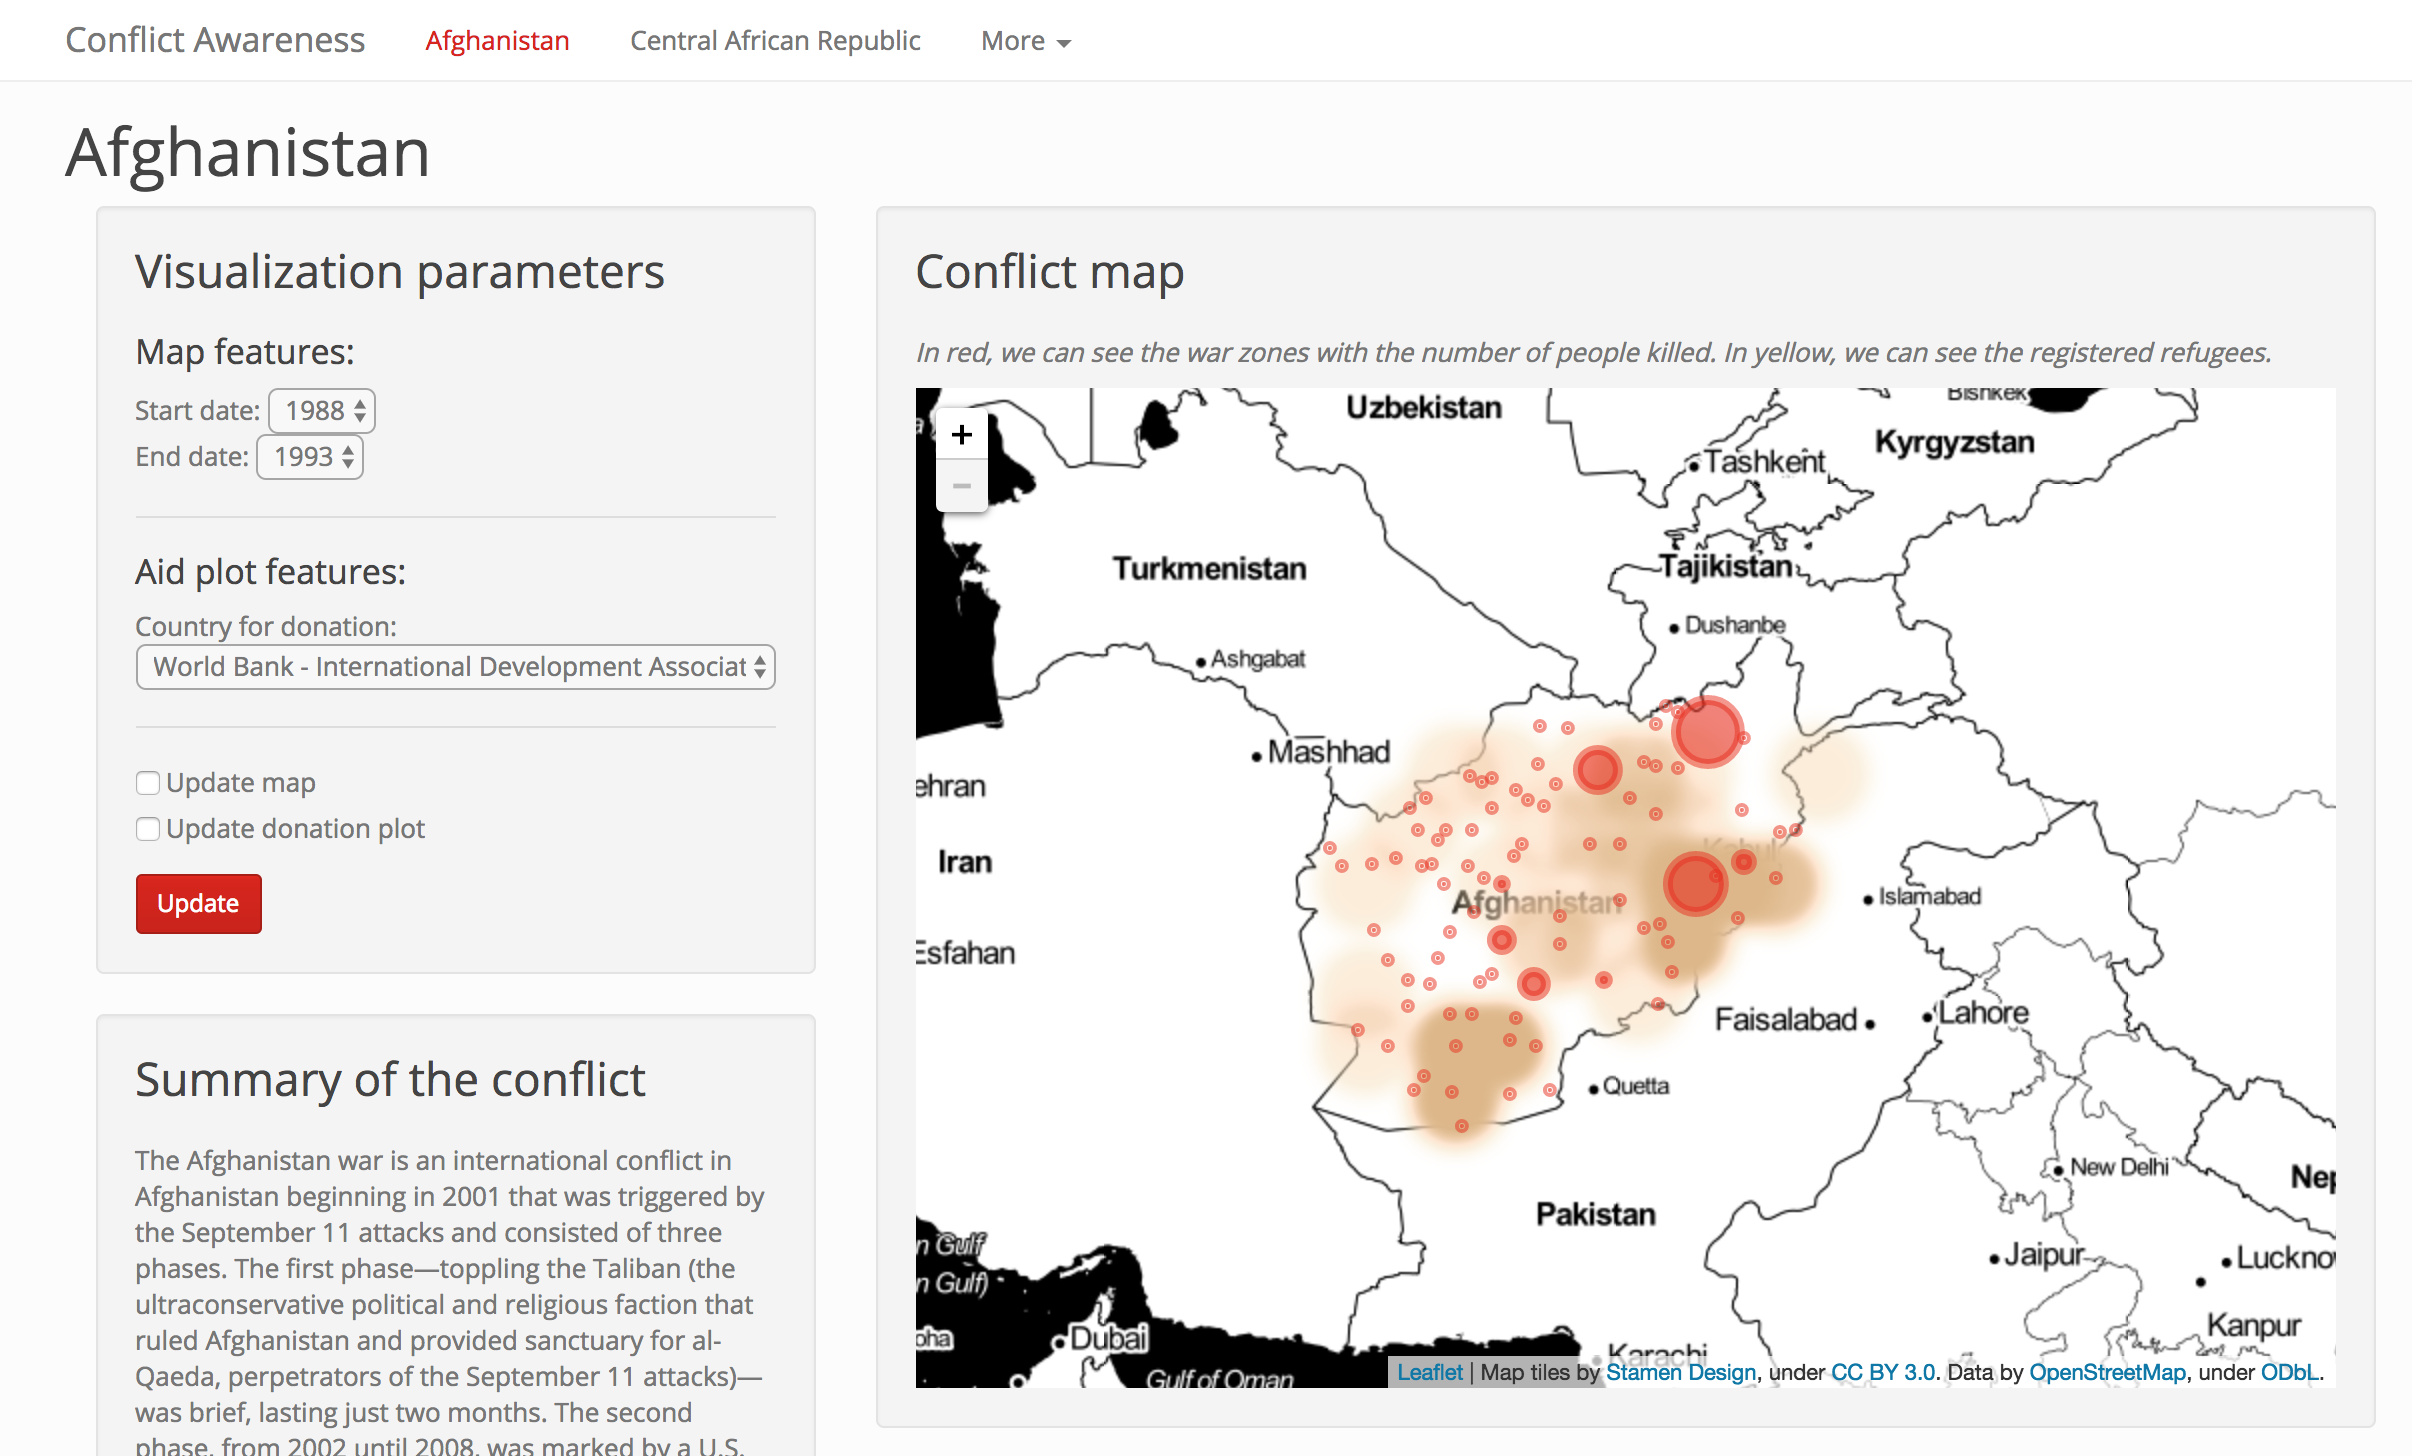 Conflict Awareness
Afghanistan
Central African Republic
More
Afghanistan
Visualization parameters
Map features:
Start date: 1988
End date: 1993
Aid plot features:
Country for donation:
World Bank - International Development Associat
Update map
Update donation plot
Update
Summary of the conflict
The Afghanistan war is an international conflict in
Afghanistan beginning in 2001 that was triggered by
the September 11 attacks and consisted of three
phases. The first phase—toppling the Taliban (the
ultraconservative political and religious faction that
ruled Afghanistan and provided sanctuary for al-
Qaeda, perpetrators of the September 11 attacks)—
was brief, lasting just two months. The second
phase, from 2002 until 2008, was marked by a U.S.
Conflict map
In red, we can see the war zones with the number of people killed. In yellow, we can see the registered refugees.
+
−
Uzbekistan
Bishkek
Kyrgyzstan
Tashkent
Turkmenistan
Tajikistan
Dushanbe
Ashgabat
Mashhad
ehran
Kabul
Iran
Islamabad
Afghanistan
Esfahan
Faisalabad
Lahore
Quetta
New Delhi
Nep
Pakistan
n Gulf
n Gulf)
Jaipur
Lucknow
Kanpur
oha
Dubai
Karachi
Gulf of Oman
Leaflet | Map tiles by Stamen Design, under CC BY 3.0. Data by OpenStreetMap, under ODbL.